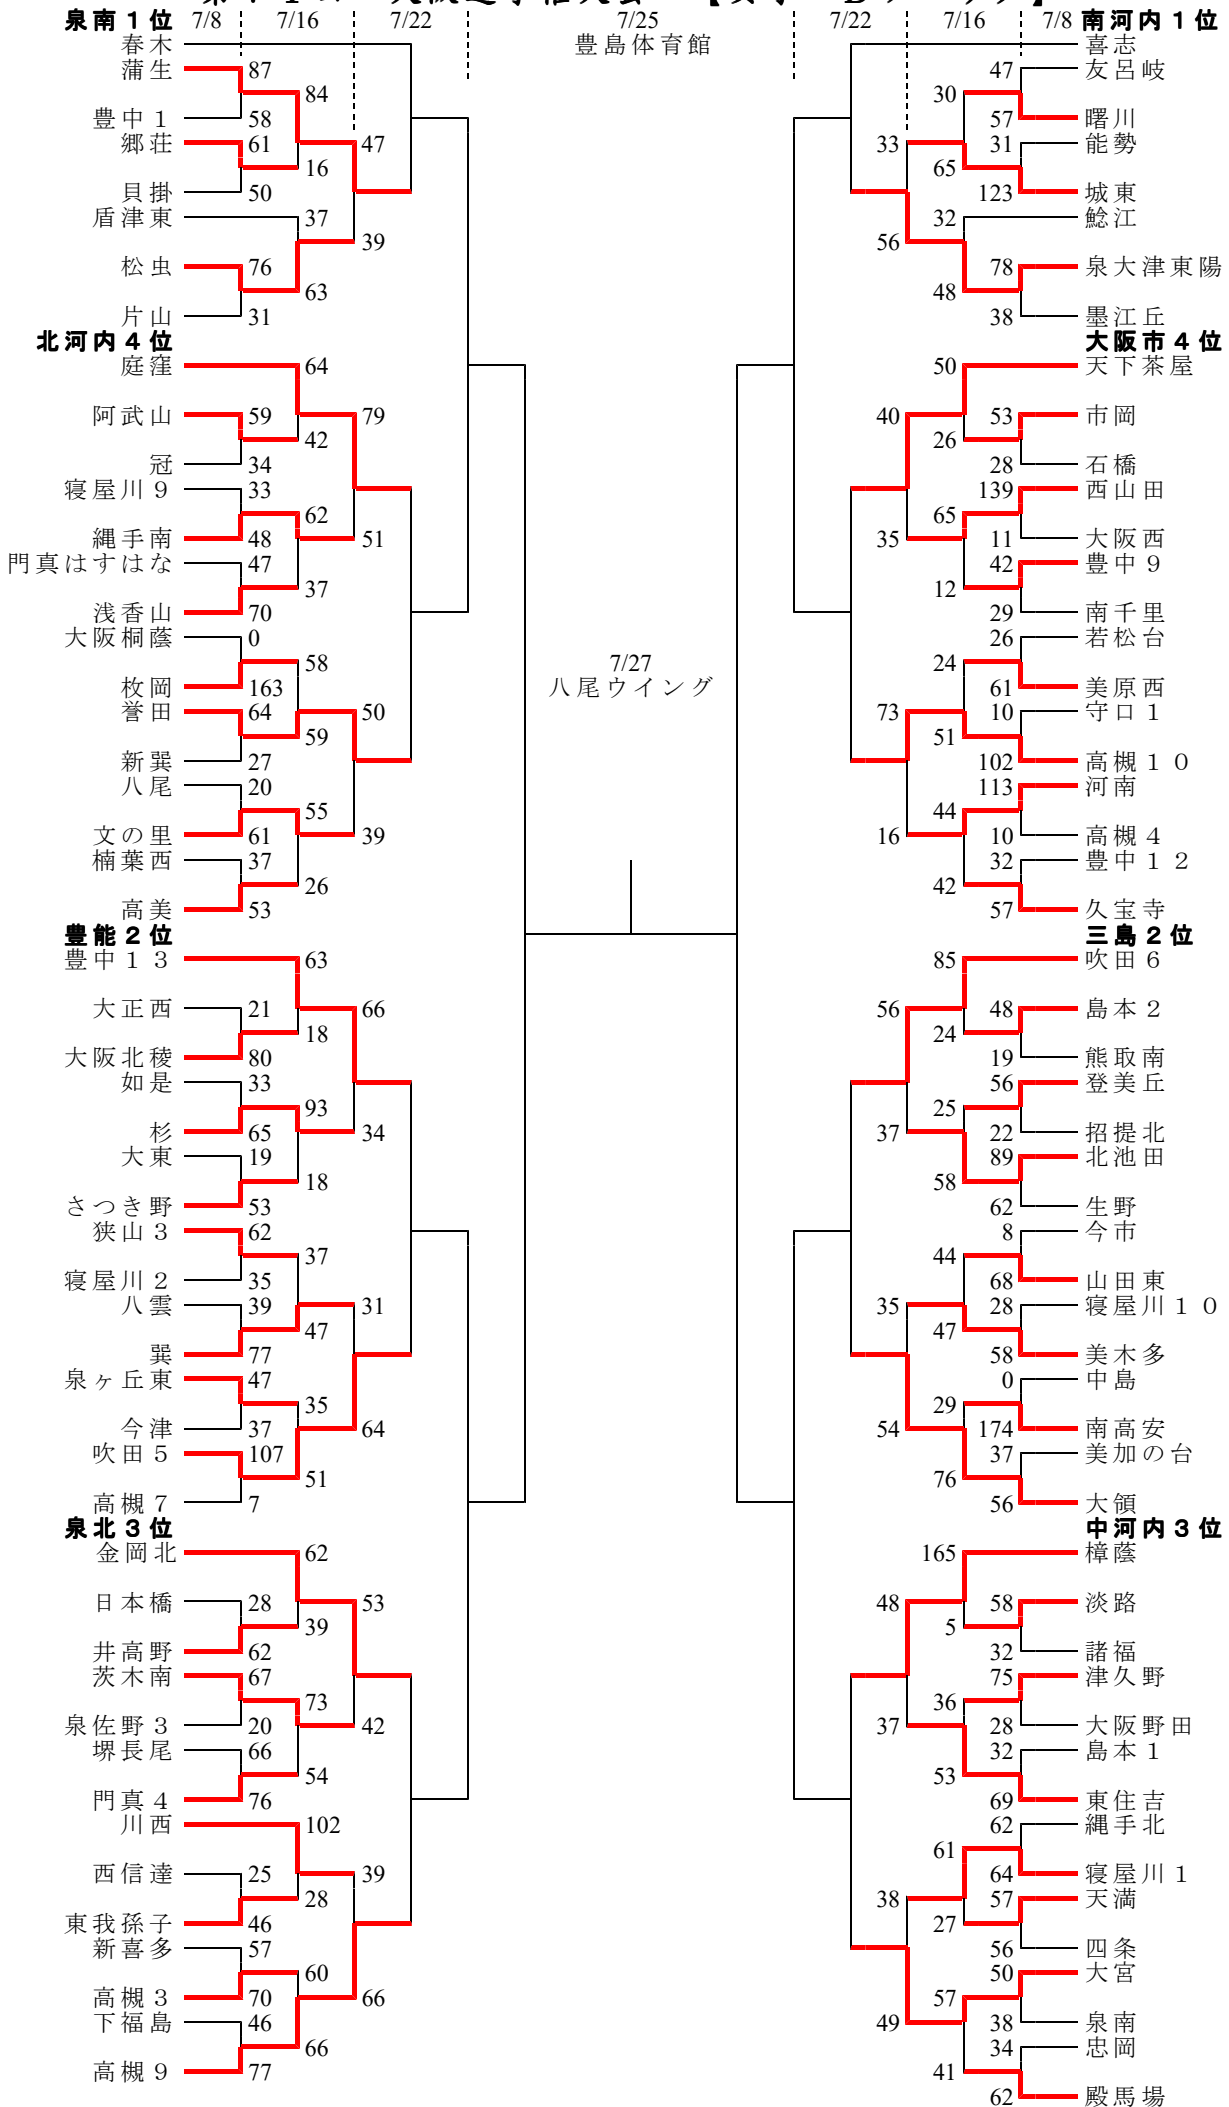 7/8 7/16 7/22 7/25 7/22 7/16 7/8
豊島体育館
7/27
八尾ウイング
泉南１位
春木
蒲生 87
84
豊中１ 58
郷荘 61
47
16
貝掛 50
盾津東 37
39
松虫 76
63
片山 31
北河内４位
庭窪 64
阿武山 59
79
42
冠 34
寝屋川９ 33
62
縄手南 48
51
門真はすはな 47
37
浅香山 70
大阪桐蔭 0
58
枚岡 163
誉田 64
50
59
新巽 27
八尾 20
55
文の里 61
39
楠葉西 37
26
高美 53
豊能２位
豊中１３ 63
大正西 21
66
18
大阪北稜 80
如是 33
93
杉 65
34
大東 19
18
さつき野 53
狭山３ 62
37
寝屋川２ 35
八雲 39
31
47
巽 77
泉ヶ丘東 47
35
今津 37
64
吹田５ 107
51
高槻７ 7
泉北３位
金岡北 62
日本橋 28
53
39
井高野 62
茨木南 67
73
泉佐野３ 20
42
堺長尾 66
54
門真４ 76
川西 102
西信達 25
39
28
東我孫子 46
新喜多 57
60
高槻３ 70
66
下福島 46
66
高槻９ 77
南河内１位
喜志
47 友呂岐
30
57 曙川
33
31 能勢
65
123 城東
32 鯰江
56
78 泉大津東陽
48
38 墨江丘
大阪市４位
50 天下茶屋
40
53 市岡
26
28 石橋
139 西山田
65
35
11 大阪西
42 豊中９
12
29 南千里
26 若松台
24
61 美原西
73
10 守口１
51
102 高槻１０
113 河南
44
16
10 高槻４
32 豊中１２
42
57 久宝寺
三島２位
85 吹田６
56
48 島本２
24
19 熊取南
56 登美丘
25
37
22 招提北
89 北池田
58
62 生野
8 今市
44
68 山田東
35
28 寝屋川１０
47
58 美木多
0 中島
29
54
174 南高安
37 美加の台
76
56 大領
中河内３位
165 樟蔭
48
58 淡路
5
32 諸福
75 津久野
36
37
28 大阪野田
32 島本１
53
69 東住吉
62 縄手北
61
64 寝屋川１
38
57 天満
27
56 四条
50 大宮
57
49
38 泉南
34 忠岡
41
62 殿馬場